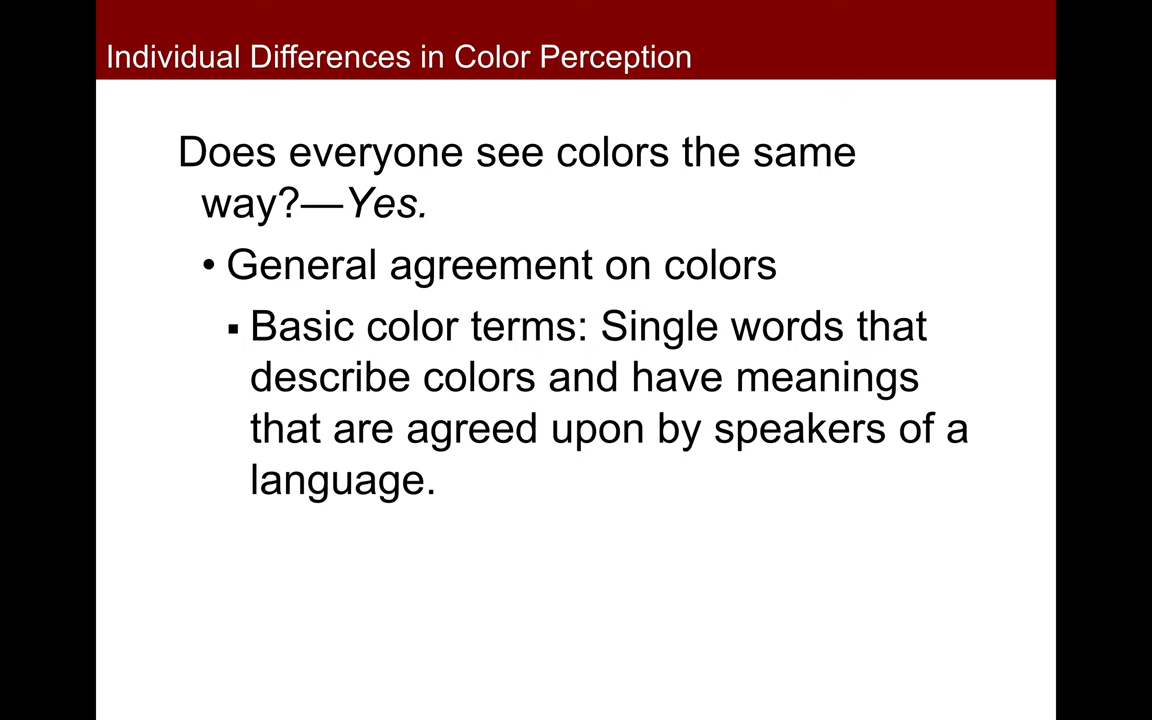 Individual Differences in Color Perception
Does everyone see colors the same
way?—Yes.
• General agreement on colors
▪ Basic color terms: Single words that
describe colors and have meanings
that are agreed upon by speakers of a
language.